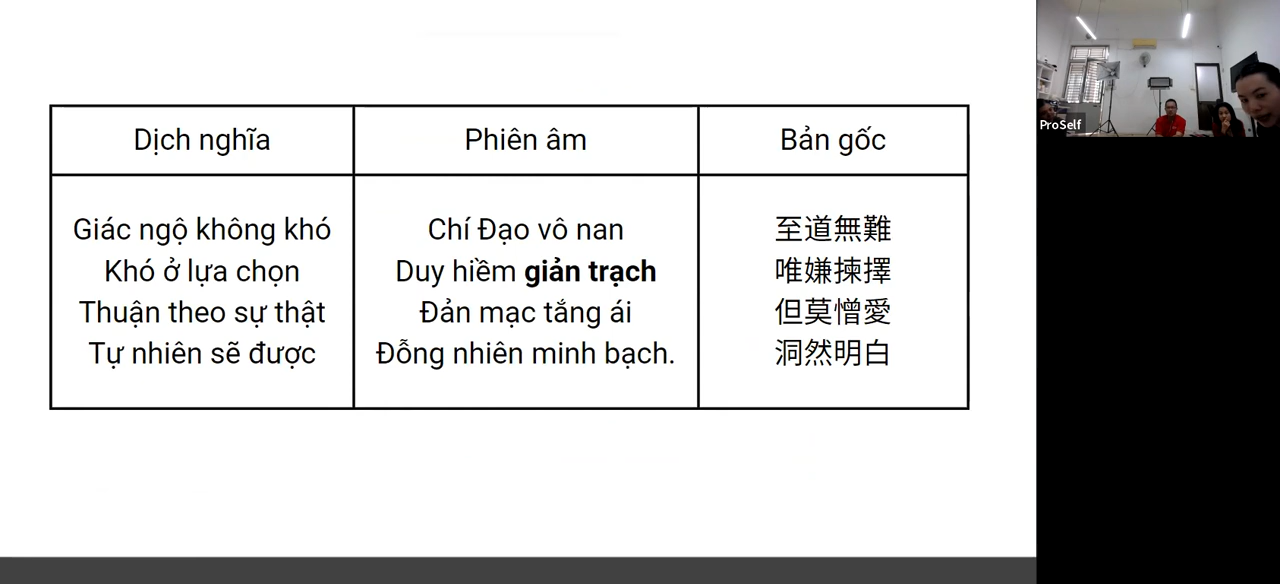 Dịch nghĩa
Phiên âm
Bản gốc
Giác ngộ không khó
Khó ở lựa chọn
Thuận theo sự thật
Tự nhiên sẽ được
Chí Đạo vô nan
Duy hiềm giản trạch
Đản mạc tắng ái
Đỗng nhiên minh bạch.
至道無難
唯嫌揀擇
但莫憎愛
洞然明白
ProSelf